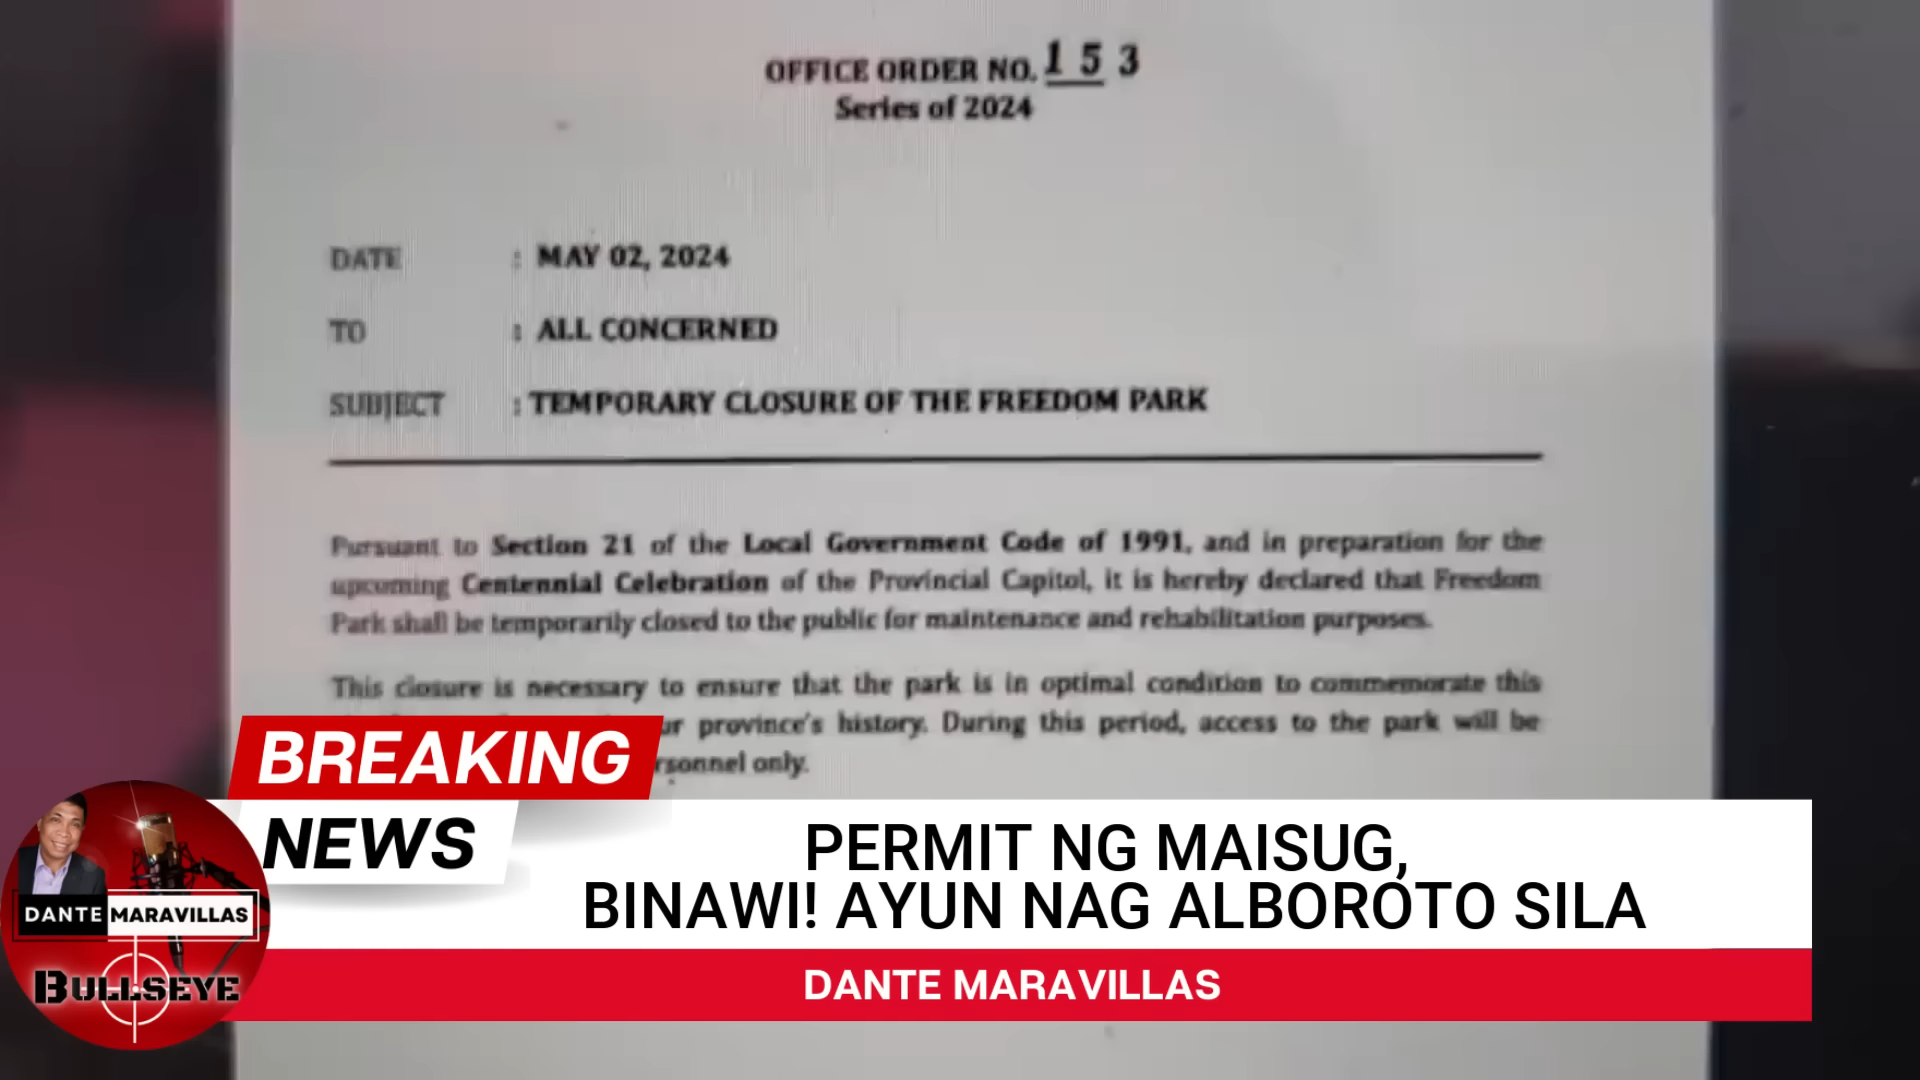 OFFICE ORDER NO. 153
Series of 2024
DATE : MAY 02, 2024
TO : ALL CONCERNED
SUBJECT : TEMPORARY CLOSURE OF THE FREEDOM PARK
Pursuant to Section 21 of the Local Government Code of 1991, and in preparation for the
upcoming Centennial Celebration of the Provincial Capitol, it is hereby declared that Freedom
Park shall be temporarily closed to the public for maintenance and rehabilitation purposes.
This closure is necessary to ensure that the park is in optimal condition to commemorate this
province's history. During this period, access to the park will be
only.
BREAKING
NEWS
PERMIT NG MAISUG,
BINAWI! AYUN NAG ALBOROTO SILA
DANTE MARAVILLAS
DANTE MARAVILLAS
BULLSEYE